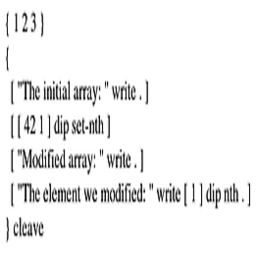 { 1 2 3 }
{
[ "The initial array: " write . ]
[ [ 42 1 ] dip set-nth ]
[ "Modified array: " write . ]
[ "The element we modified: " write [ 1 ] dip nth . ]
} cleave